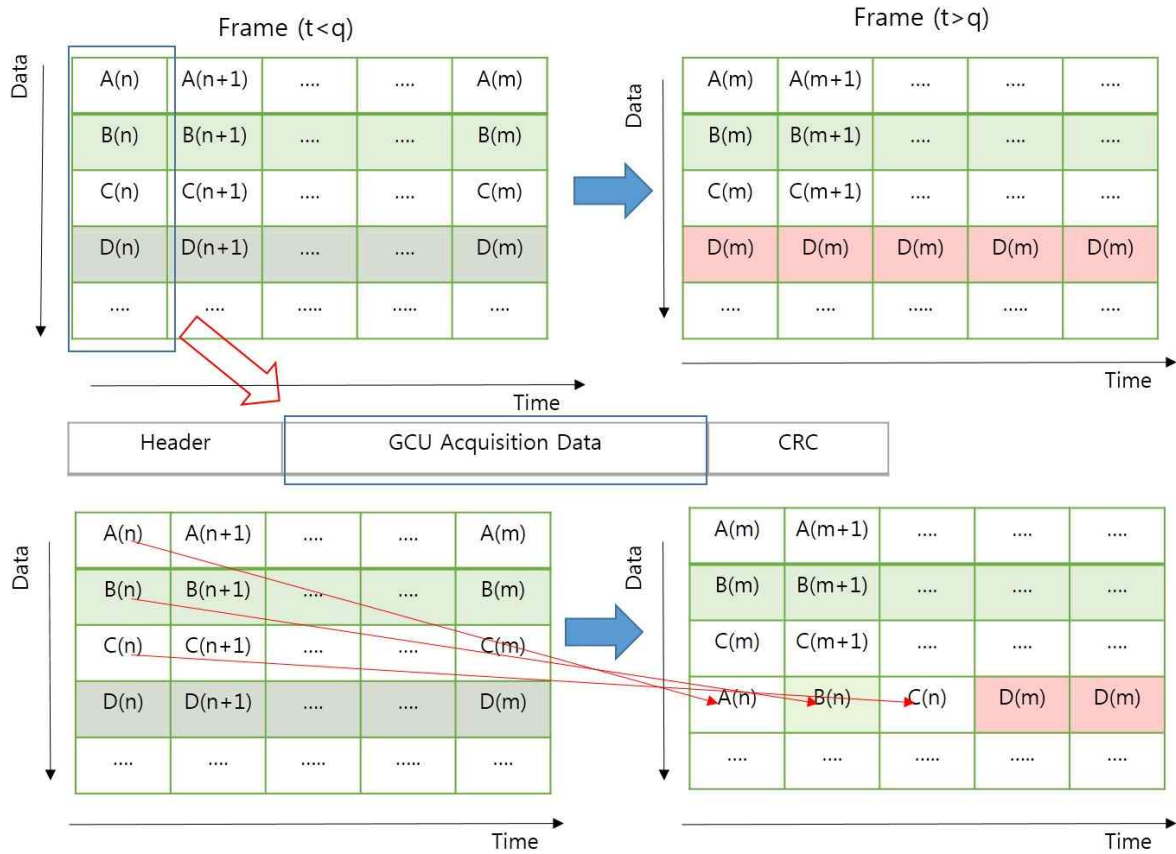 Frame (t<q)
Frame (t>q)
Data
A(n) A(n+1) .... .... A(m)
B(n) B(n+1) .... .... B(m)
C(n) C(n+1) .... .... C(m)
D(n) D(n+1) .... .... D(m)
.... .... ..... ..... ....
Time
Data
A(m) A(m+1) .... .... ....
B(m) B(m+1) .... .... ....
C(m) C(m+1) .... .... ....
D(m) D(m) D(m) D(m) D(m)
.... .... ..... ..... ....
Time
Header GCU Acquisition Data CRC
Data
A(n) A(n+1) .... .... A(m)
B(n) B(n+1) .... .... B(m)
C(n) C(n+1) .... .... C(m)
D(n) D(n+1) .... .... D(m)
.... .... ..... ..... ....
Time
Data
A(m) A(m+1) .... .... ....
B(m) B(m+1) .... .... ....
C(m) C(m+1) .... .... ....
A(n) B(n) C(n) D(m) D(m)
.... .... ..... ..... ....
Time